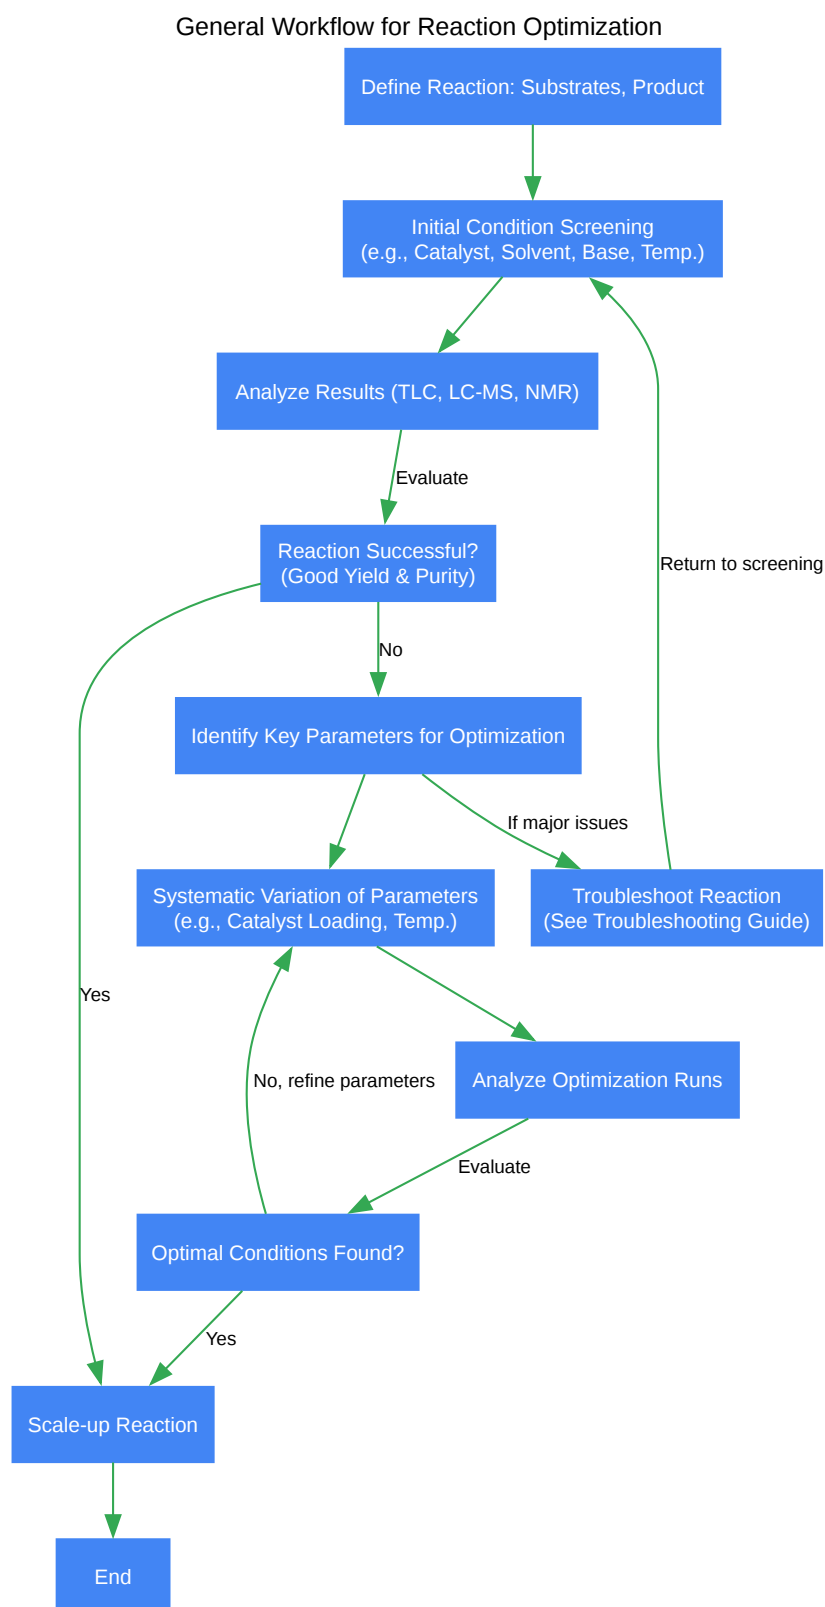 General Workflow for Reaction Optimization
Define Reaction: Substrates, Product
Initial Condition Screening
(e.g., Catalyst, Solvent, Base, Temp.)
Analyze Results (TLC, LC-MS, NMR)
Evaluate
Reaction Successful?
(Good Yield & Purity)
Return to screening
No
Identify Key Parameters for Optimization
If major issues
Systematic Variation of Parameters
(e.g., Catalyst Loading, Temp.)
Troubleshoot Reaction
(See Troubleshooting Guide)
Yes
No, refine parameters
Analyze Optimization Runs
Evaluate
Optimal Conditions Found?
Yes
Scale-up Reaction
End